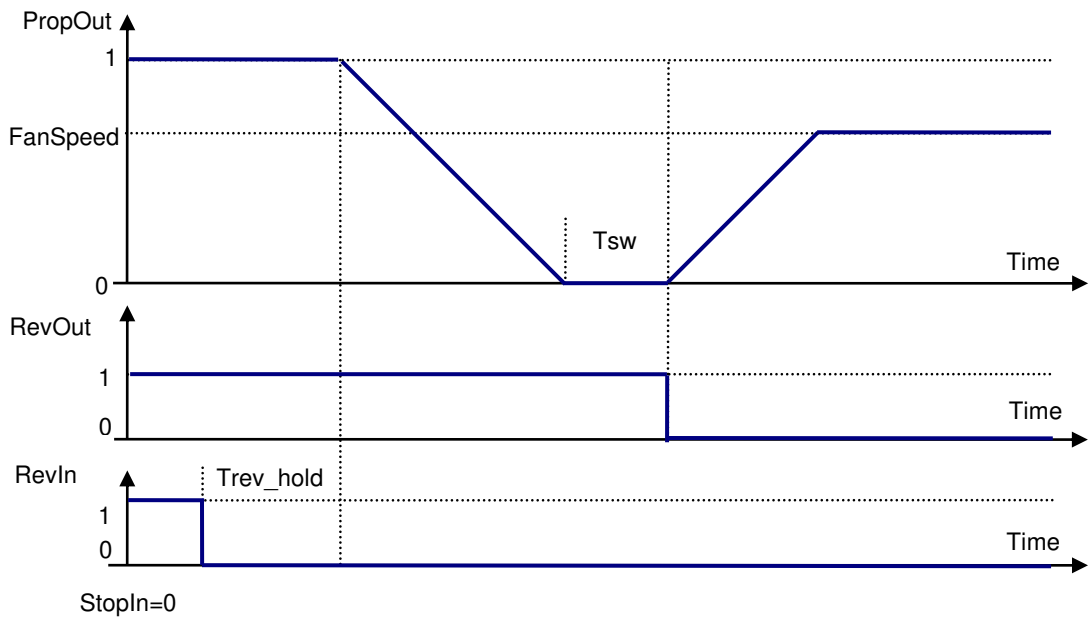 PropOut
1
FanSpeed
Tsw
Time
0
RevOut
1
Time
0
RevIn
Trev_hold
1
Time
0
StopIn=0